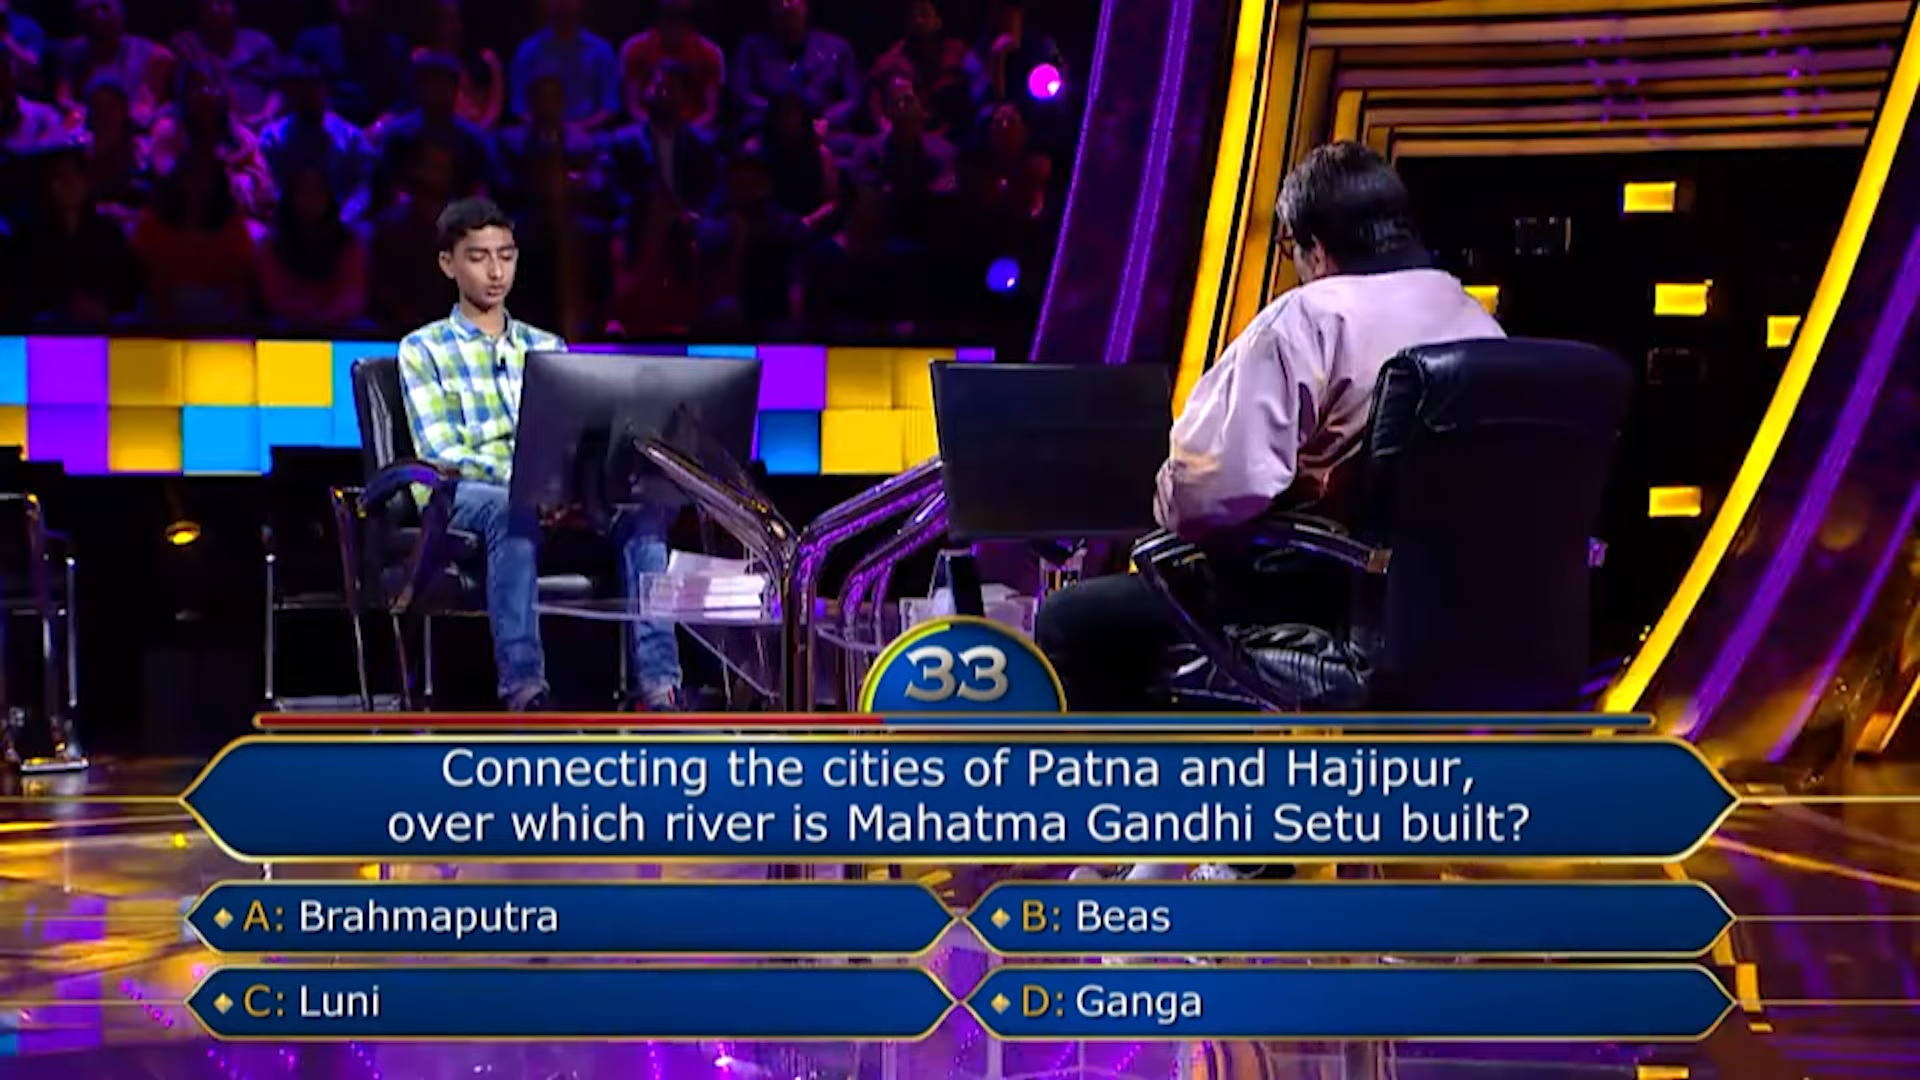 33
Connecting the cities of Patna and Hajipur,
over which river is Mahatma Gandhi Setu built?
A: Brahmaputra
B: Beas
C: Luni
D: Ganga